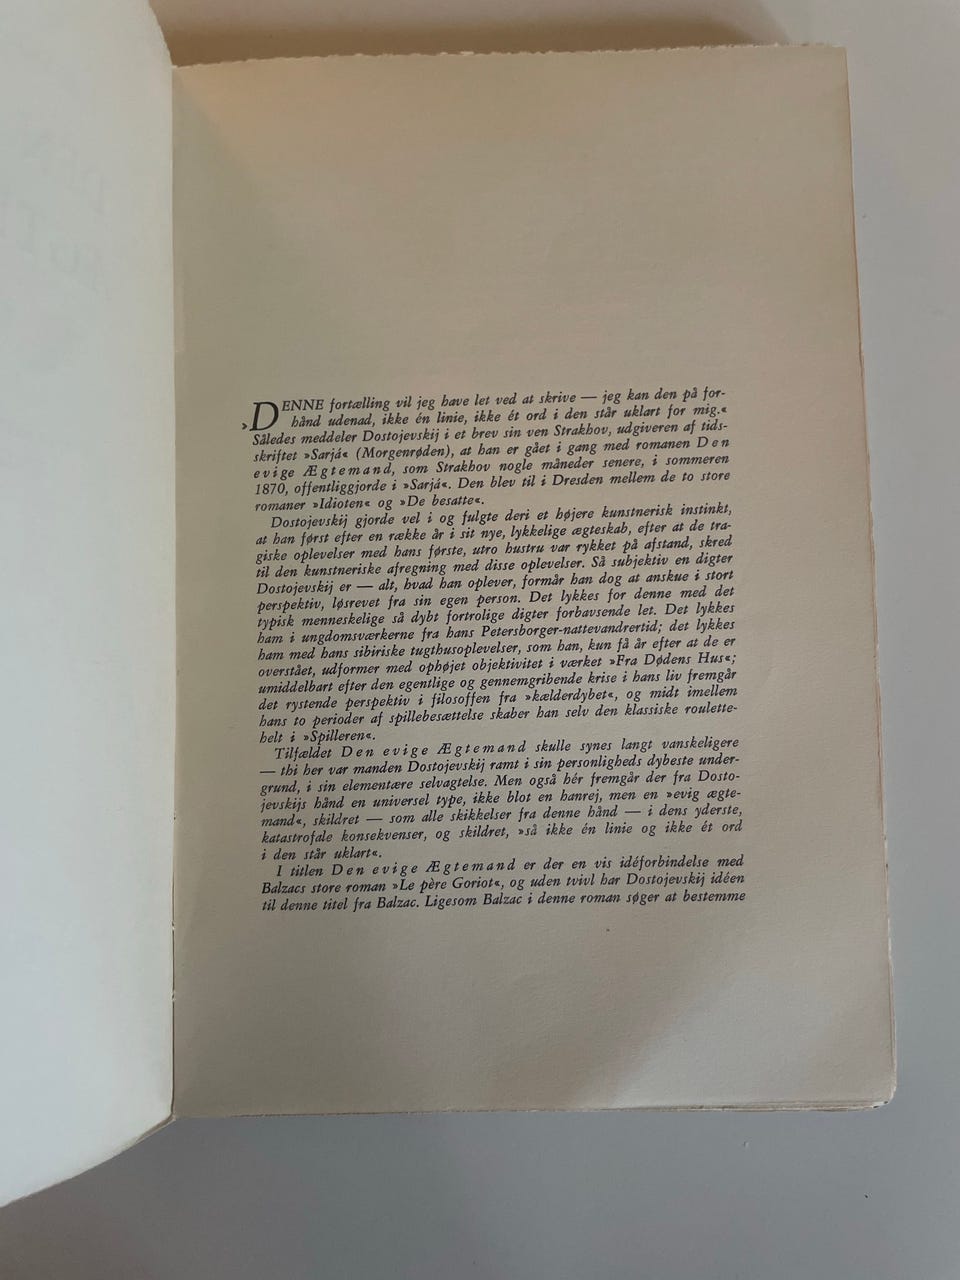 »DENNE fortælling vil jeg have let ved at skrive — jeg kan den på for-
hånd udenad, ikke én linie, ikke ét ord i den står uklart for mig.«
Således meddeler Dostojevskij i et brev sin ven Strakhov, udgiveren af tids-
skriftet »Sarjá« (Morgenrøden), at han er gået i gang med romanen Den
evige Ægtemand, som Strakhov nogle måneder senere, i sommeren
1870, offentliggjorde i »Sarjá«. Den blev til i Dresden mellem de to store
romaner »Idioten« og »De besatte«.
Dostojevskij gjorde vel i og fulgte deri et højere kunstnerisk instinkt,
at han først efter en række år i sit nye, lykkelige ægteskab, efter at de tra-
giske oplevelser med hans første, utro hustru var rykket på afstand, skred
til den kunstneriske afregning med disse oplevelser. Så subjektiv en digter
Dostojevskij er — alt, hvad han oplever, formår han dog at anskue i stort
perspektiv, løsrevet fra sin egen person. Det lykkes for denne med det
typisk menneskelige så dybt fortrolige digter forbavsende let. Det lykkes
ham i ungdomsværkerne fra hans Petersborger-nattevandrertid; det lykkes
ham med hans sibiriske tugthusoplevelser, som han, kun få år efter at de er
overstået, udformer med ophøjet objektivitet i værket »Fra Dødens Hus«;
umiddelbart efter den egentlige og gennemgribende krise i hans liv fremgår
det rystende perspektiv i filosoffen fra »kælderdybet«, og midt imellem
hans to perioder af spillebesættelse skaber han selv den klassiske roulette-
helt i »Spilleren«.
Tilfældet Den evige Ægtemand skulle synes langt vanskeligere
— thi her var manden Dostojevskij ramt i sin personligheds dybeste under-
grund, i sin elementære selvagtelse. Men også hér fremgår der fra Dosto-
jevskijs hånd en universel type, ikke blot en hanrej, men en »evig ægte-
mand«, skildret — som alle skikkelser fra denne hånd — i dens yderste,
katastrofale konsekvenser, og skildret, »så ikke én linie og ikke ét ord
i den står uklart«.
I titlen Den evige Ægtemand er der en vis idéforbindelse med
Balzacs store roman »Le père Goriot«, og uden tvivl har Dostojevskij idéen
til denne titel fra Balzac. Ligesom Balzac i denne roman søger at bestemme